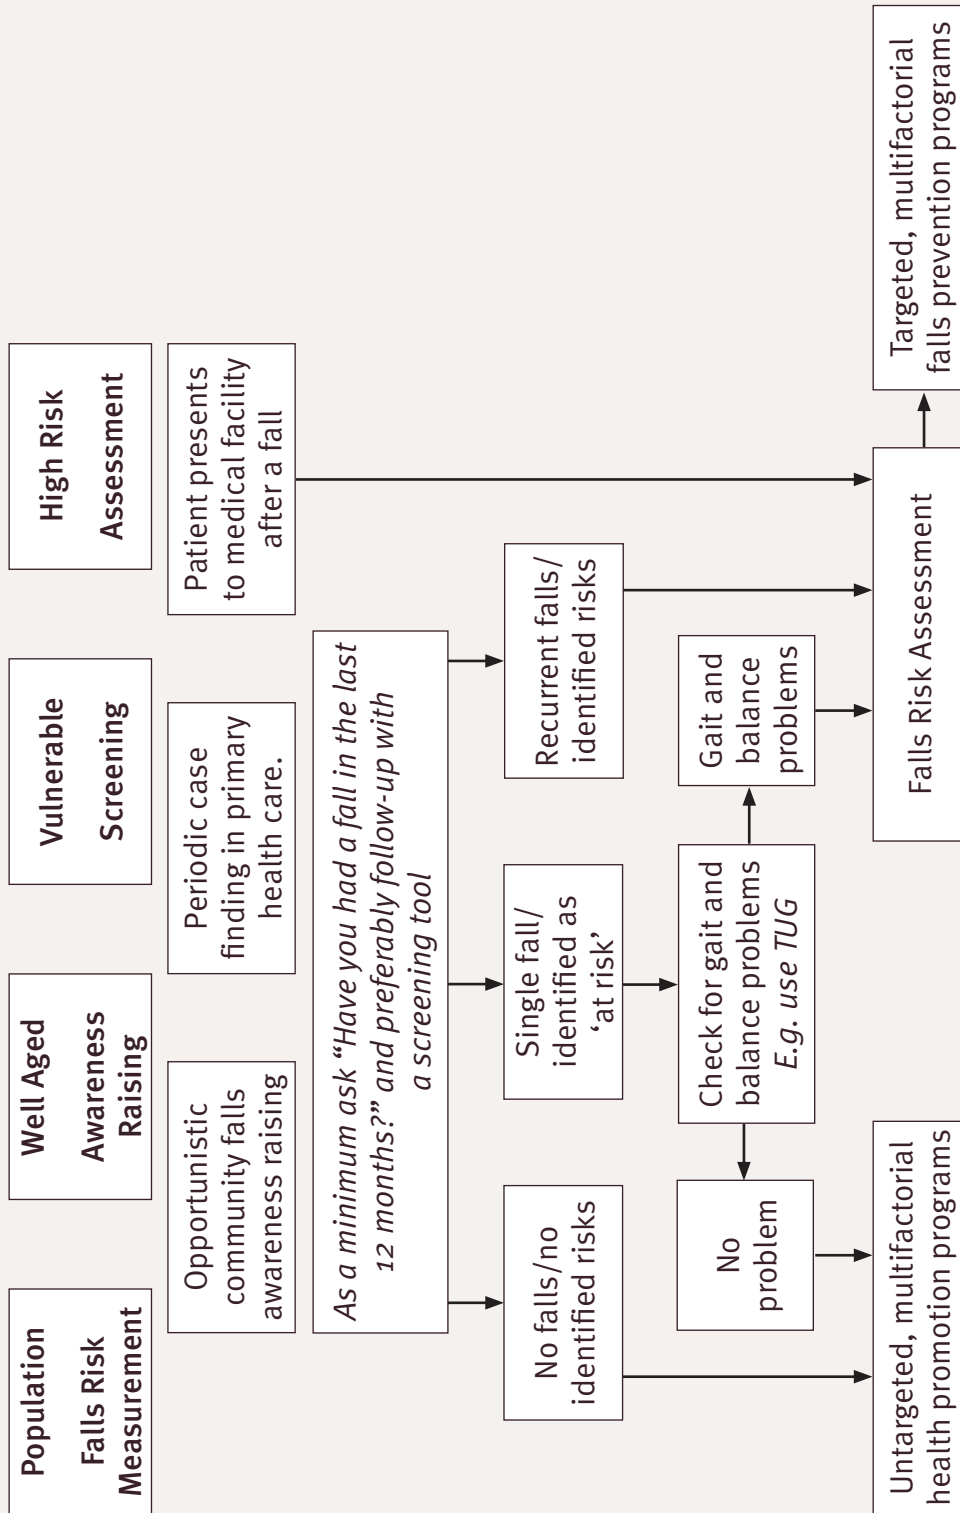 Population
Falls Risk
Measurement
Well Aged
Awareness
Raising
Vulnerable
Screening
High Risk
Assessment
Opportunistic
community falls
awareness raising
Periodic case
finding in primary
health care.
Patient presents
to medical facility
after a fall
As a minimum ask “Have you had a fall in the last
12 months?” and preferably follow-up with
a screening tool
No falls/no
identified risks
Single fall/
identified as
‘at risk’
Recurrent falls/
identified risks
No
problem
Check for gait and
balance problems
E.g. use TUG
Gait and
balance
problems
Untargeted, multifactorial
health promotion programs
Falls Risk Assessment
Targeted, multifactorial
falls prevention programs